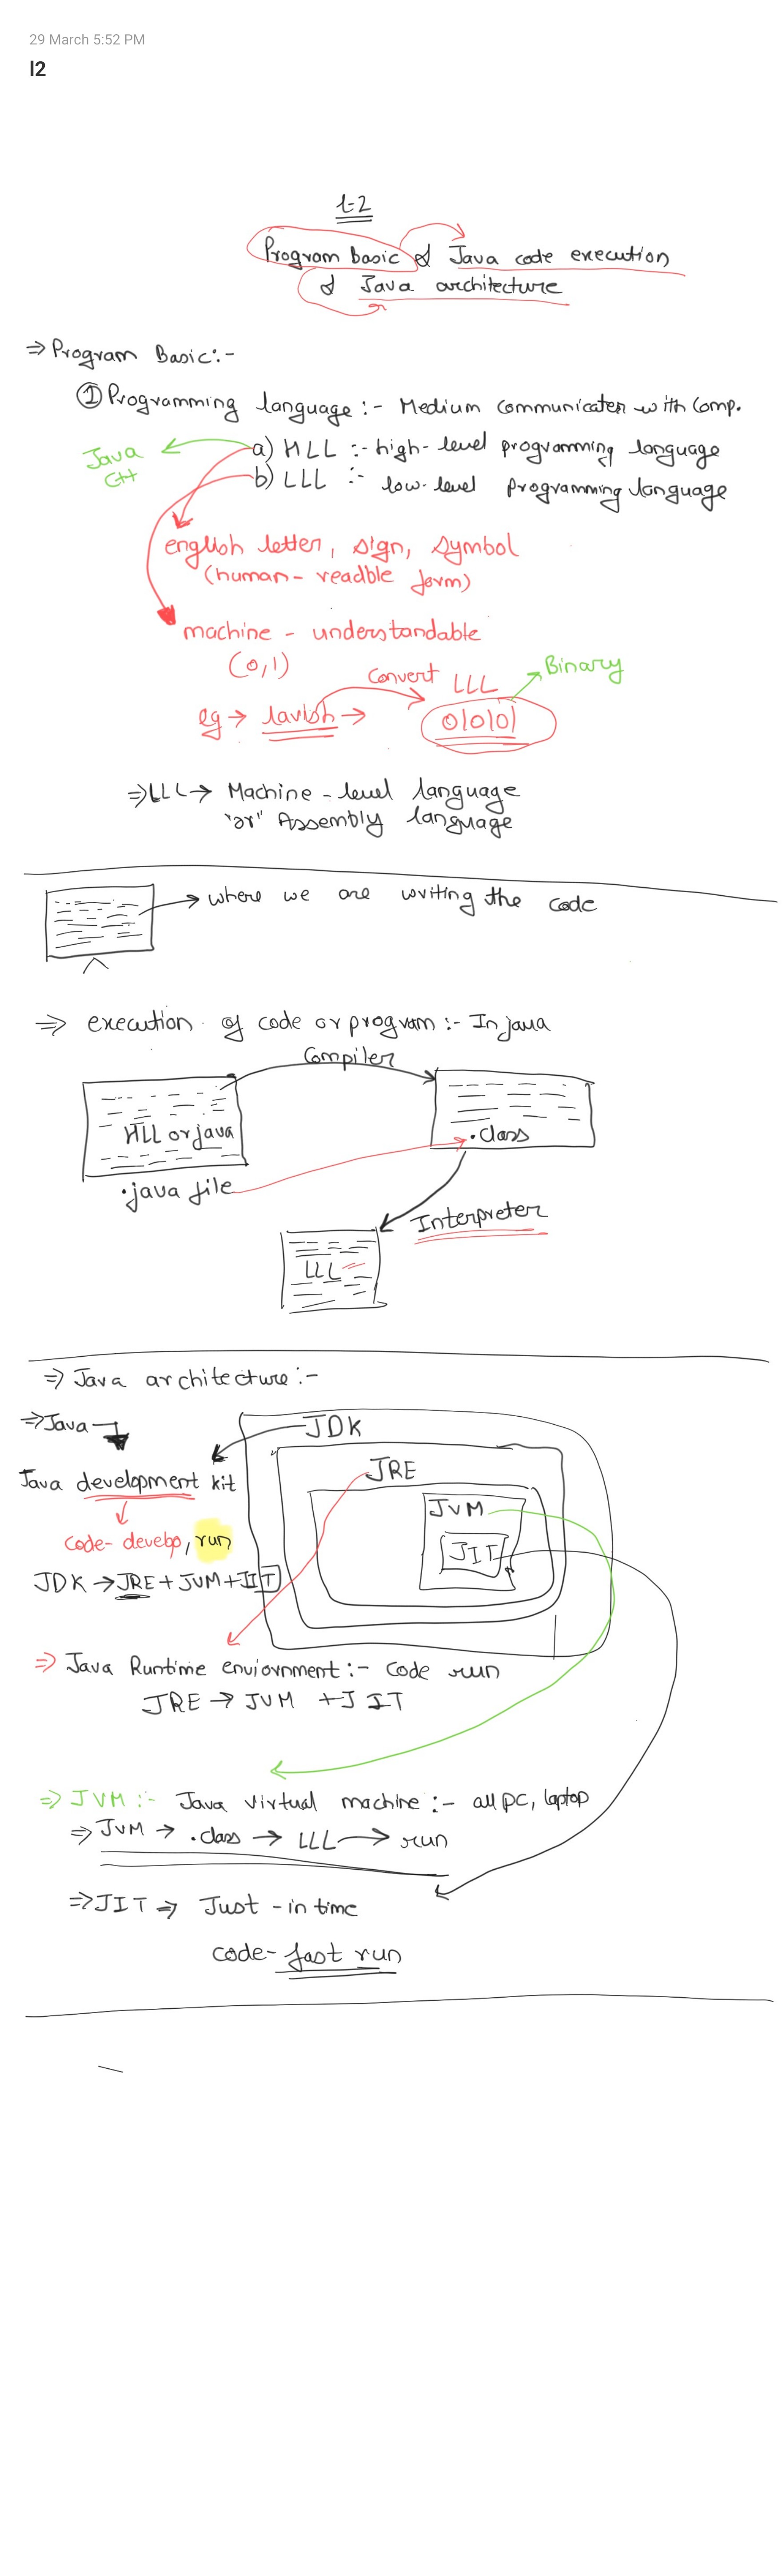 29 March 5:52 PM
l2
L-2
Program basic & Java code execution
& Java architecture
⇒ Program Basic:-
① Programming language :- Medium communicaten with Comp.
Java
C++
a) HLL :- high-level programming language
b) LLL :- low-level programming language
english letter, sign, symbol
(human-readble form)
machine - understandable
(0,1)
Convert LLL
Binary
eg → lavish →
010101
⇒ LLL → Machine-level language
"or" Assembly language
where we are writing the code
⇒ execution of code or program :- In java
Compiler
HLL or java
.class
.java file
Interpreter
LLL
⇒ Java architecture :-
⇒ Java
JDK
JRE
Java development kit
JVM
code-develop, run
JIT
JDK → JRE + JVM + JIT
⇒ Java Runtime enviornment :- Code run
JRE → JVM + JIT
⇒ JVM :- Java virtual machine :- all PC, laptop
⇒ JVM → .class → LLL → run
⇒ JIT ⇒ Just-in time
code-fast run